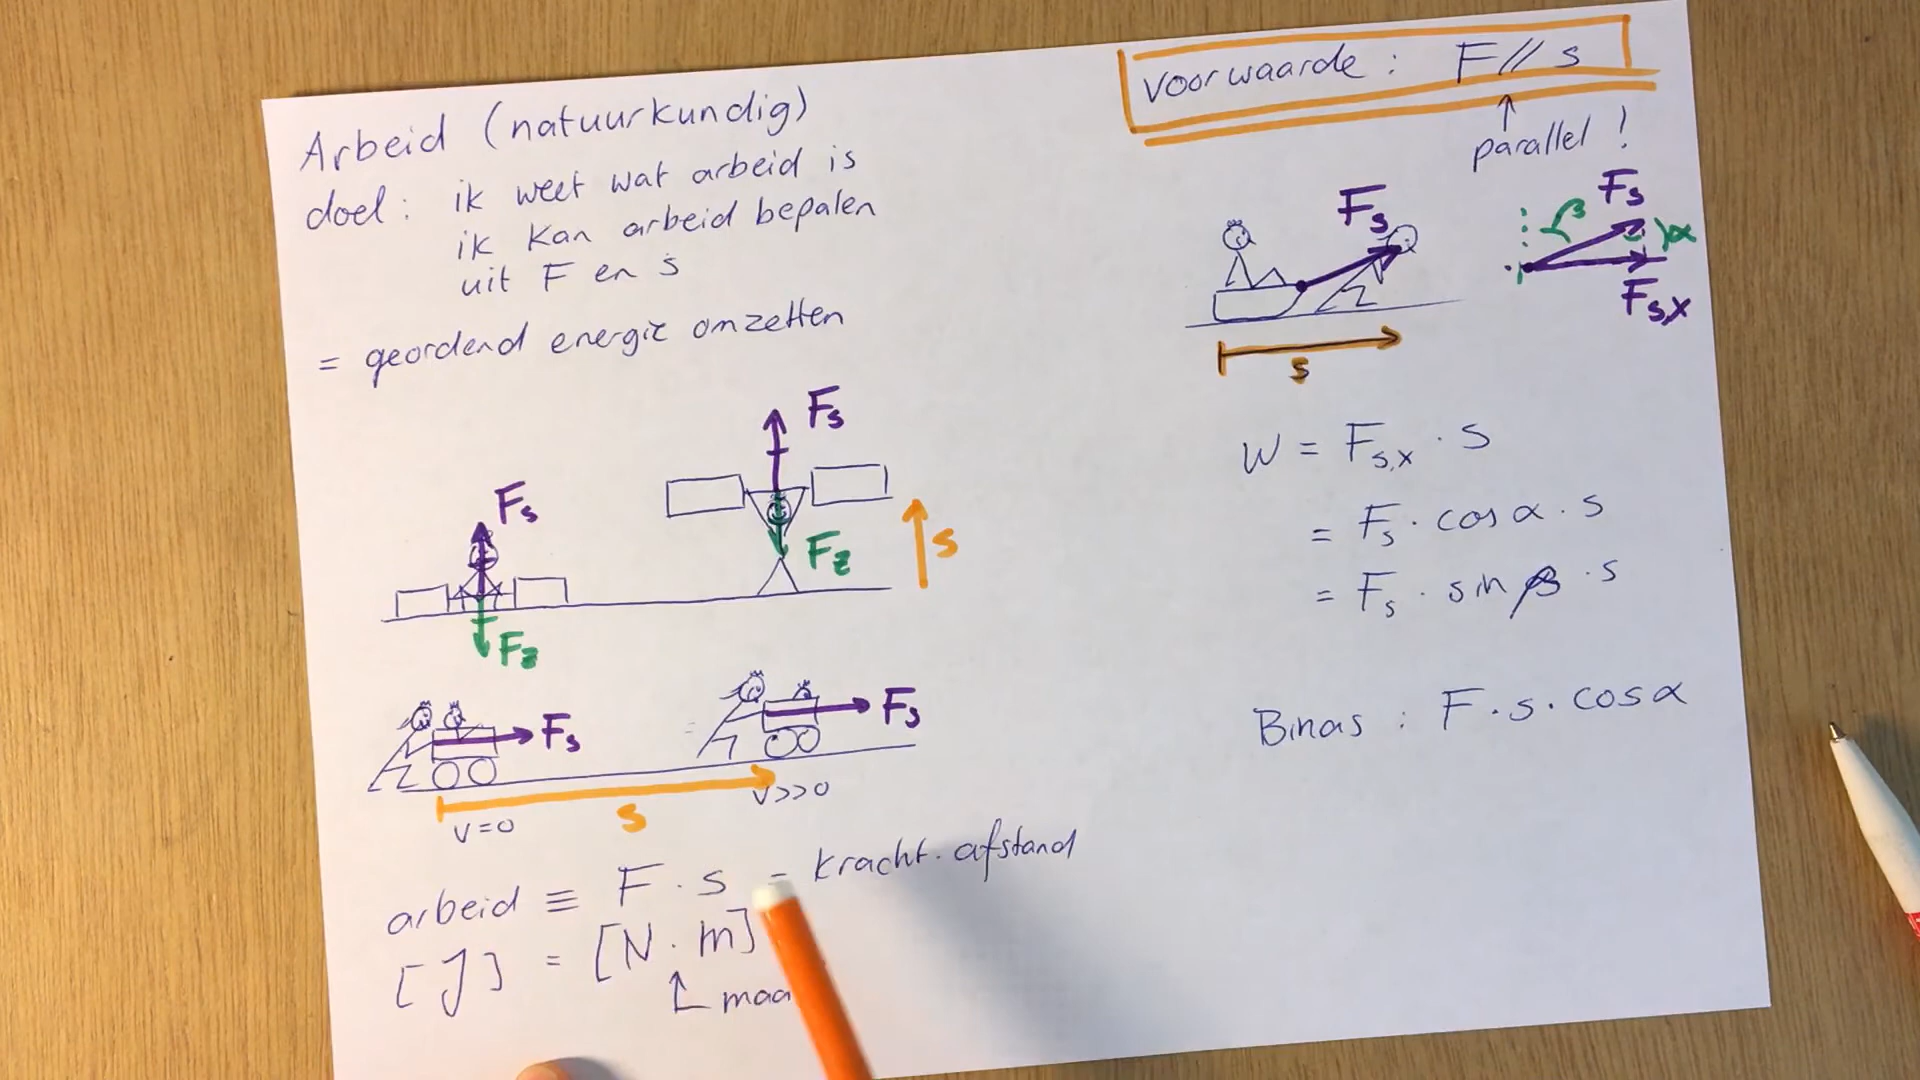 Arbeid (natuurkundig)
doel: ik weet wat arbeid is
ik kan arbeid bepalen
uit F en s
= geordend energie omzetten
Fs
Fz
Fs
Fz
s
Fs
v=0
s
Fs
v>>0
arbeid ≡ F · s = kracht · afstand
[J] = [N · m]
maa
voorwaarde: F // s
parallel!
Fs
s
β
Fs
α
Fs,x
W = Fs,x · s
= Fs · cos α · s
= Fs · sin β · s
Binas: F · s · cos α